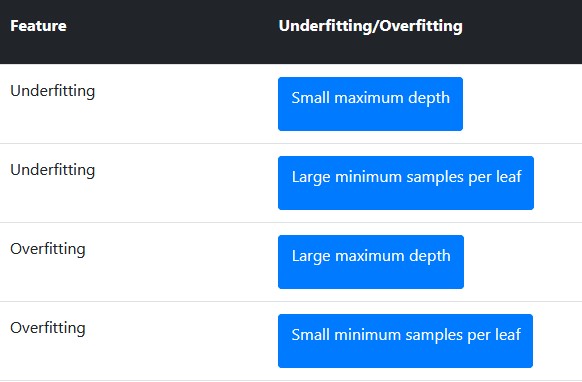 Feature Underfitting/Overfitting
Underfitting Small maximum depth
Underfitting Large minimum samples per leaf
Overfitting Large maximum depth
Overfitting Small minimum samples per leaf